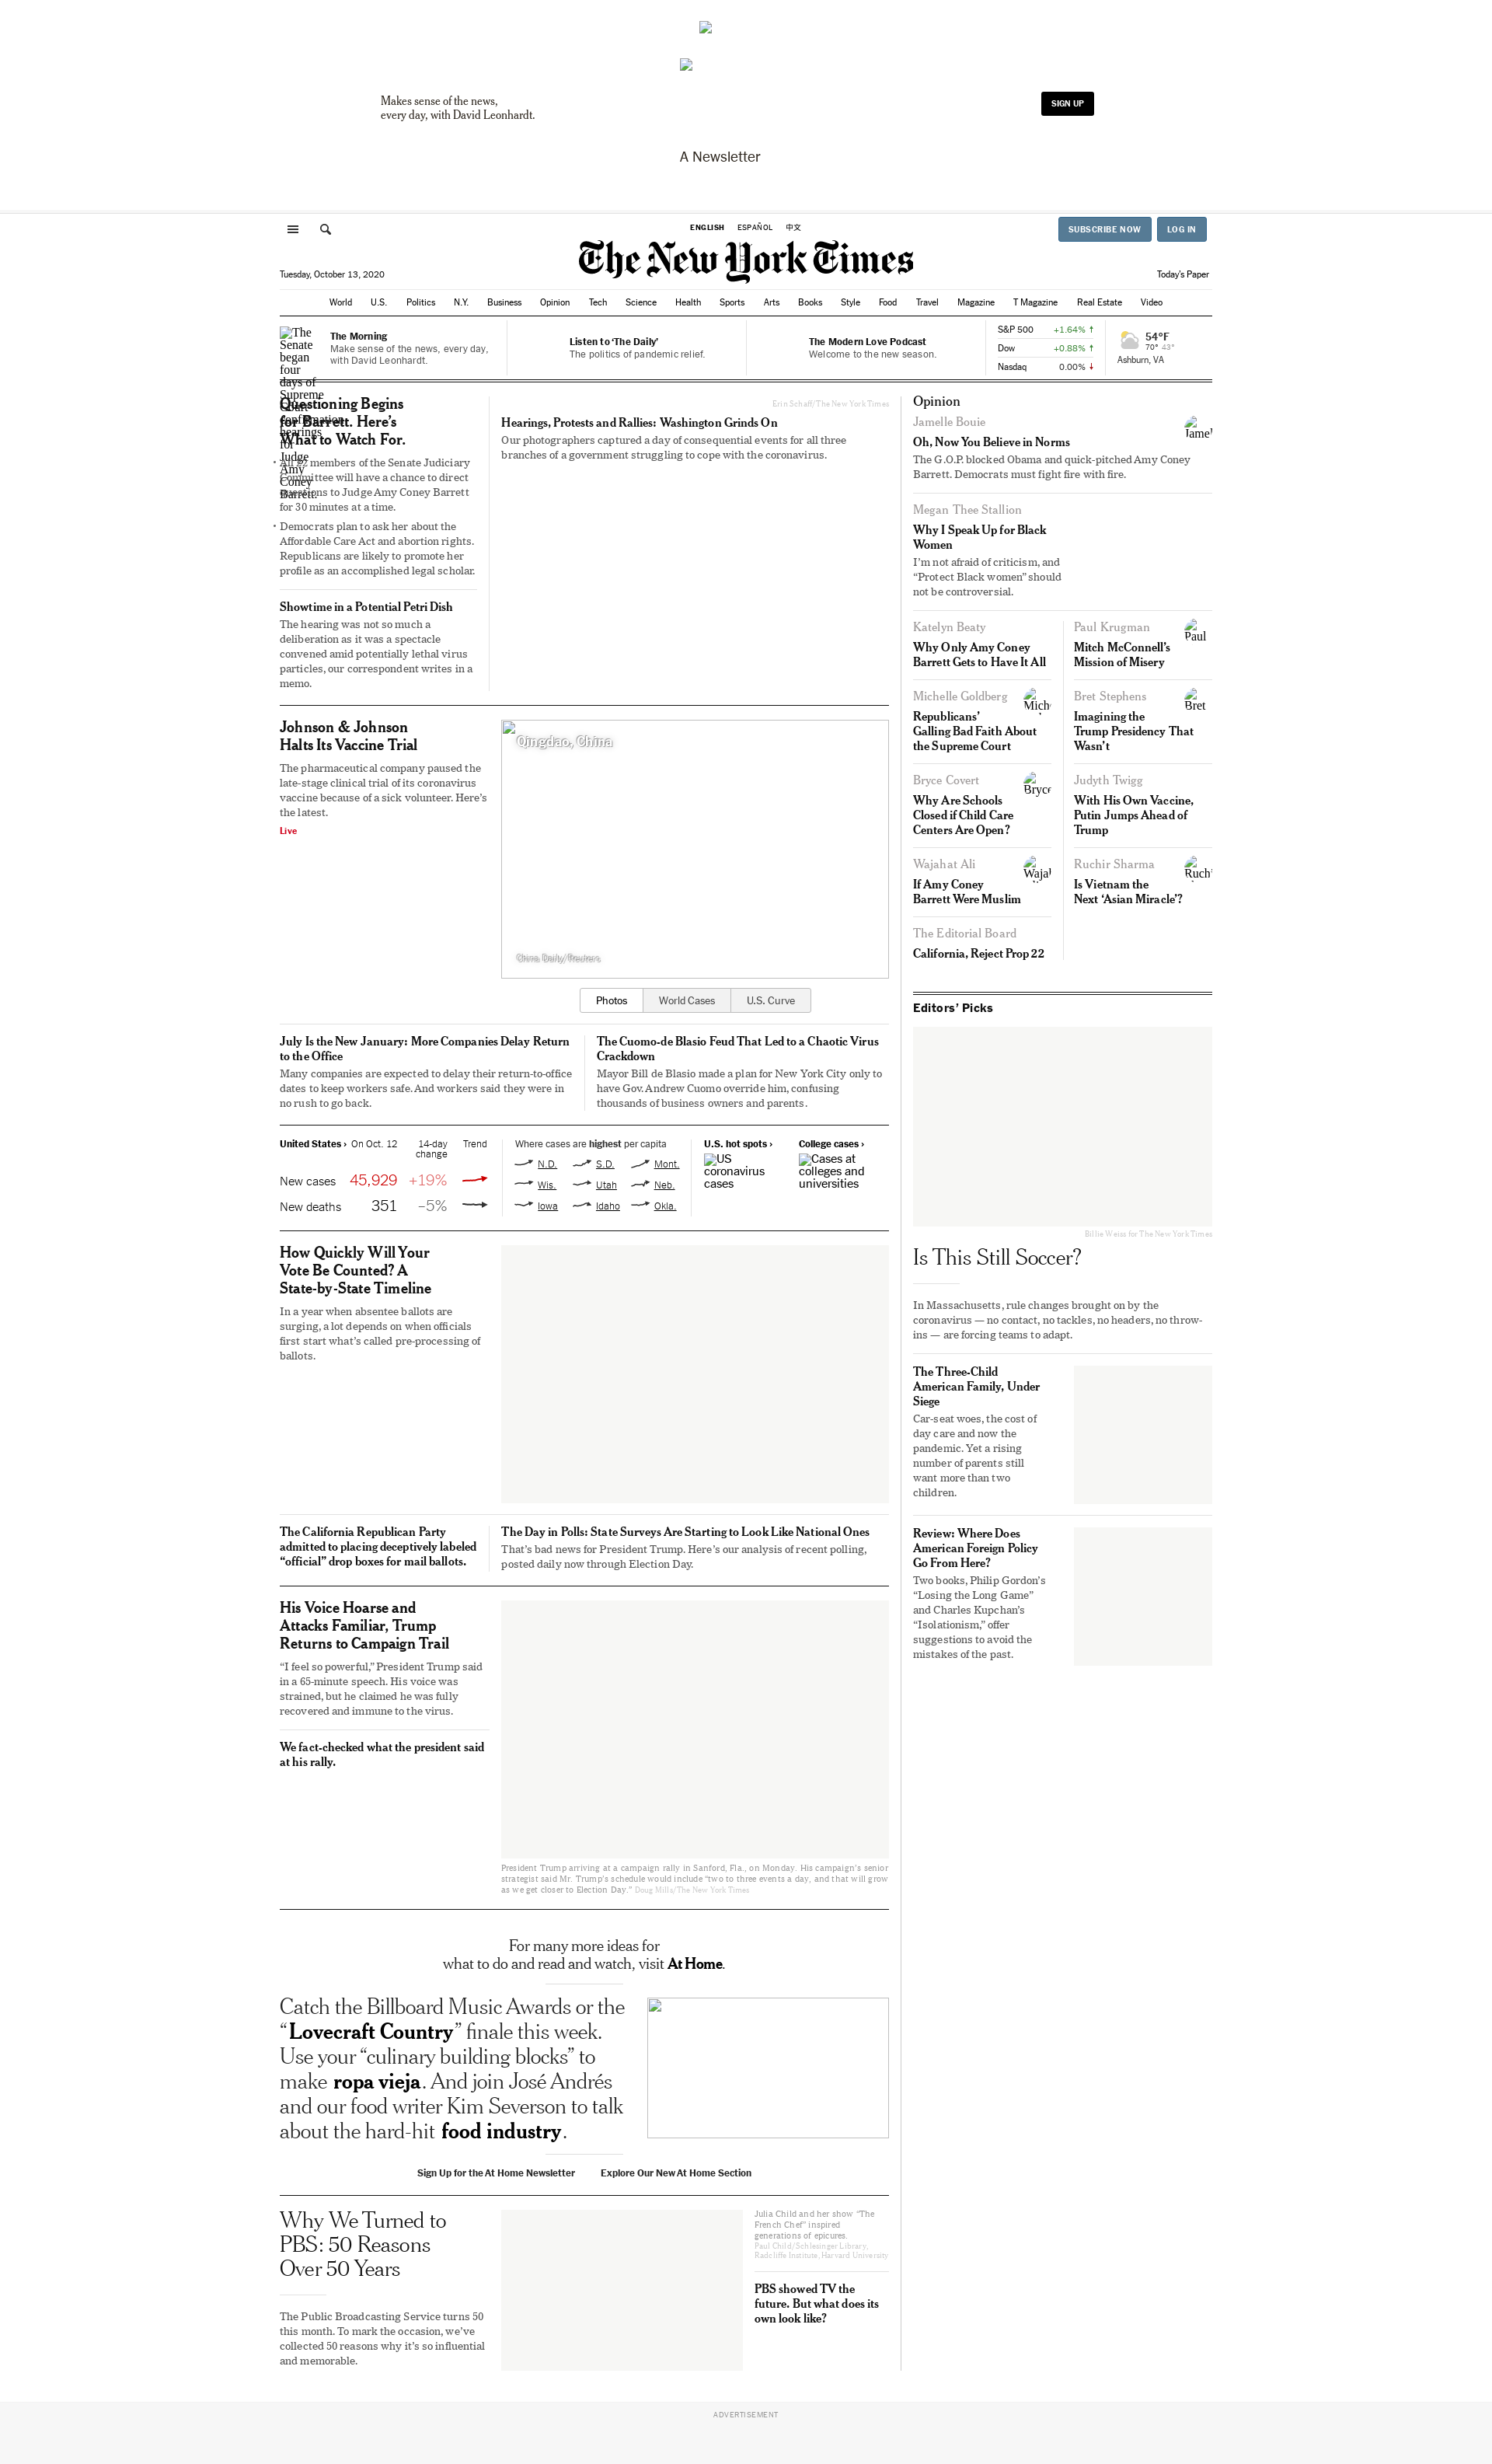 Makes sense of the news,
every day, with David Leonhardt.
SIGN UP
A Newsletter
ENGLISH ESPAÑOL 中文
SUBSCRIBE NOW LOG IN
The New York Times
Tuesday, October 13, 2020
Today's Paper
World U.S. Politics N.Y. Business Opinion Tech Science Health Sports Arts Books Style Food Travel Magazine T Magazine Real Estate Video
The Senate began four days of Supreme Court confirmation hearings for Judge Amy Coney Barrett.
The Morning
Make sense of the news, every day,
with David Leonhardt.
Listen to ‘The Daily’
The politics of pandemic relief.
The Modern Love Podcast
Welcome to the new season.
S&P 500 +1.64% ↑
Dow +0.88% ↑
Nasdaq 0.00% ↓
54°F
70° 43°
Ashburn, VA
Questioning Begins
for Barrett. Here’s
What to Watch For.
• All 22 members of the Senate Judiciary
Committee will have a chance to direct
questions to Judge Amy Coney Barrett
for 30 minutes at a time.
• Democrats plan to ask her about the
Affordable Care Act and abortion rights.
Republicans are likely to promote her
profile as an accomplished legal scholar.
Showtime in a Potential Petri Dish
The hearing was not so much a
deliberation as it was a spectacle
convened amid potentially lethal virus
particles, our correspondent writes in a
memo.
Erin Schaff/The New York Times
Hearings, Protests and Rallies: Washington Grinds On
Our photographers captured a day of consequential events for all three
branches of a government struggling to cope with the coronavirus.
Johnson & Johnson
Halts Its Vaccine Trial
The pharmaceutical company paused the
late-stage clinical trial of its coronavirus
vaccine because of a sick volunteer. Here’s
the latest.
Live
Qingdao, China
China Daily/Reuters
Photos World Cases U.S. Curve
July Is the New January: More Companies Delay Return
to the Office
Many companies are expected to delay their return-to-office
dates to keep workers safe. And workers said they were in
no rush to go back.
The Cuomo-de Blasio Feud That Led to a Chaotic Virus
Crackdown
Mayor Bill de Blasio made a plan for New York City only to
have Gov. Andrew Cuomo override him, confusing
thousands of business owners and parents.
United States › On Oct. 12 14-day
change Trend
New cases 45,929 +19%
New deaths 351 –5%
Where cases are highest per capita
N.D. S.D. Mont.
Wis. Utah Neb.
Iowa Idaho Okla.
U.S. hot spots ›
US
coronavirus
cases
College cases ›
Cases at
colleges and
universities
How Quickly Will Your
Vote Be Counted? A
State-by-State Timeline
In a year when absentee ballots are
surging, a lot depends on when officials
first start what’s called pre-processing of
ballots.
The California Republican Party
admitted to placing deceptively labeled
“official” drop boxes for mail ballots.
The Day in Polls: State Surveys Are Starting to Look Like National Ones
That’s bad news for President Trump. Here’s our analysis of recent polling,
posted daily now through Election Day.
His Voice Hoarse and
Attacks Familiar, Trump
Returns to Campaign Trail
“I feel so powerful,” President Trump said
in a 65-minute speech. His voice was
strained, but he claimed he was fully
recovered and immune to the virus.
We fact-checked what the president said
at his rally.
President Trump arriving at a campaign rally in Sanford, Fla., on Monday. His campaign’s senior
strategist said Mr. Trump’s schedule would include “two to three events a day, and that will grow
as we get closer to Election Day.” Doug Mills/The New York Times
For many more ideas for
what to do and read and watch, visit At Home.
Catch the Billboard Music Awards or the
“Lovecraft Country” finale this week.
Use your “culinary building blocks” to
make ropa vieja. And join José Andrés
and our food writer Kim Severson to talk
about the hard-hit food industry.
Sign Up for the At Home Newsletter Explore Our New At Home Section
Why We Turned to
PBS: 50 Reasons
Over 50 Years
The Public Broadcasting Service turns 50
this month. To mark the occasion, we’ve
collected 50 reasons why it’s so influential
and memorable.
Julia Child and her show “The
French Chef” inspired
generations of epicures.
Paul Child/Schlesinger Library,
Radcliffe Institute, Harvard University
PBS showed TV the
future. But what does its
own look like?
Opinion
Jamelle Bouie
Oh, Now You Believe in Norms
The G.O.P. blocked Obama and quick-pitched Amy Coney
Barrett. Democrats must fight fire with fire.
Megan Thee Stallion
Why I Speak Up for Black
Women
I’m not afraid of criticism, and
“Protect Black women” should
not be controversial.
Katelyn Beaty
Why Only Amy Coney
Barrett Gets to Have It All
Michelle Goldberg
Republicans’
Galling Bad Faith About
the Supreme Court
Bryce Covert
Bryce
Why Are Schools
Closed if Child Care
Centers Are Open?
Wajahat Ali
If Amy Coney
Barrett Were Muslim
The Editorial Board
California, Reject Prop 22
Paul Krugman
Paul
Mitch McConnell’s
Mission of Misery
Bret Stephens
Bret
Imagining the
Trump Presidency That
Wasn’t
Judyth Twigg
With His Own Vaccine,
Putin Jumps Ahead of
Trump
Ruchir Sharma
Is Vietnam the
Next ‘Asian Miracle’?
Editors’ Picks
Billie Weiss for The New York Times
Is This Still Soccer?
In Massachusetts, rule changes brought on by the
coronavirus — no contact, no tackles, no headers, no throw-
ins — are forcing teams to adapt.
The Three-Child
American Family, Under
Siege
Car-seat woes, the cost of
day care and now the
pandemic. Yet a rising
number of parents still
want more than two
children.
Review: Where Does
American Foreign Policy
Go From Here?
Two books, Philip Gordon’s
“Losing the Long Game”
and Charles Kupchan’s
“Isolationism,” offer
suggestions to avoid the
mistakes of the past.
ADVERTISEMENT